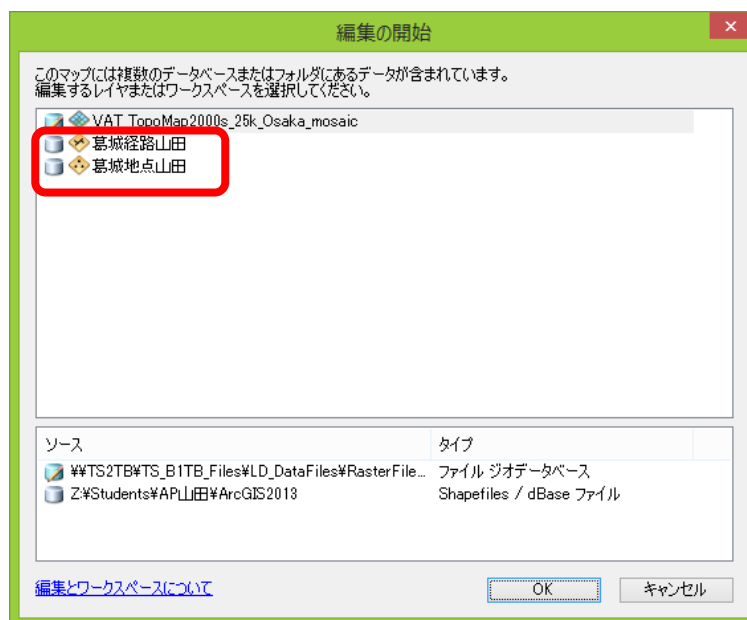 編集の開始
このマップには複数のデータベースまたはフォルダにあるデータが含まれています。
編集するレイヤまたはワークスペースを選択してください。
VAT_TopoMap2000s_25k_Osaka_mosaic
葛城経路山田
葛城地点山田
ソース タイプ
¥¥TS2TB¥TS_B1TB_Files¥LD_DataFiles¥RasterFile... ファイル ジオデータベース
Z:¥Students¥AP山田¥ArcGIS2013 Shapefiles / dBase ファイル
編集とワークスペースについて OK キャンセル